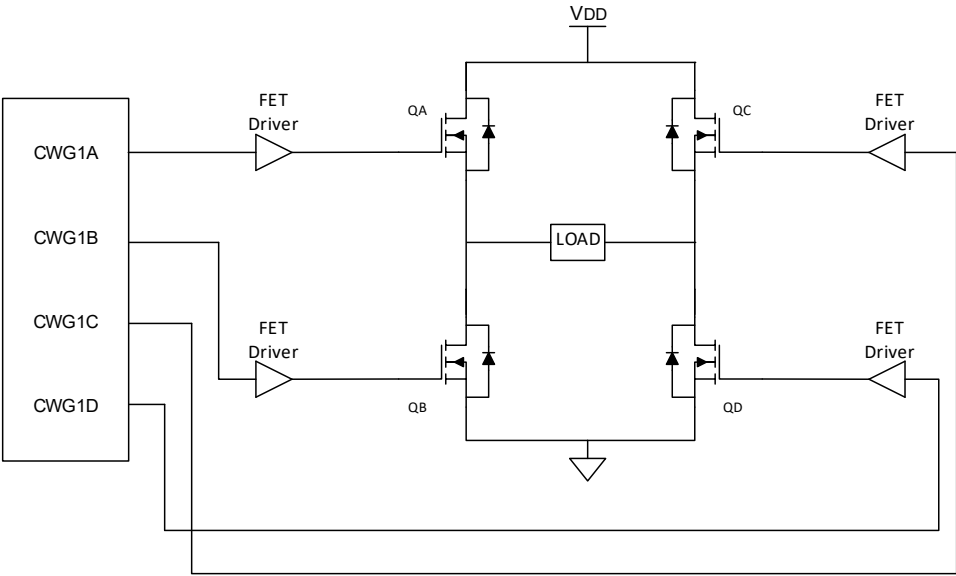 VDD
FET
Driver
QA
QC
FET
Driver
CWG1A
CWG1B
LOAD
CWG1C
FET
Driver
FET
Driver
CWG1D
QB
QD